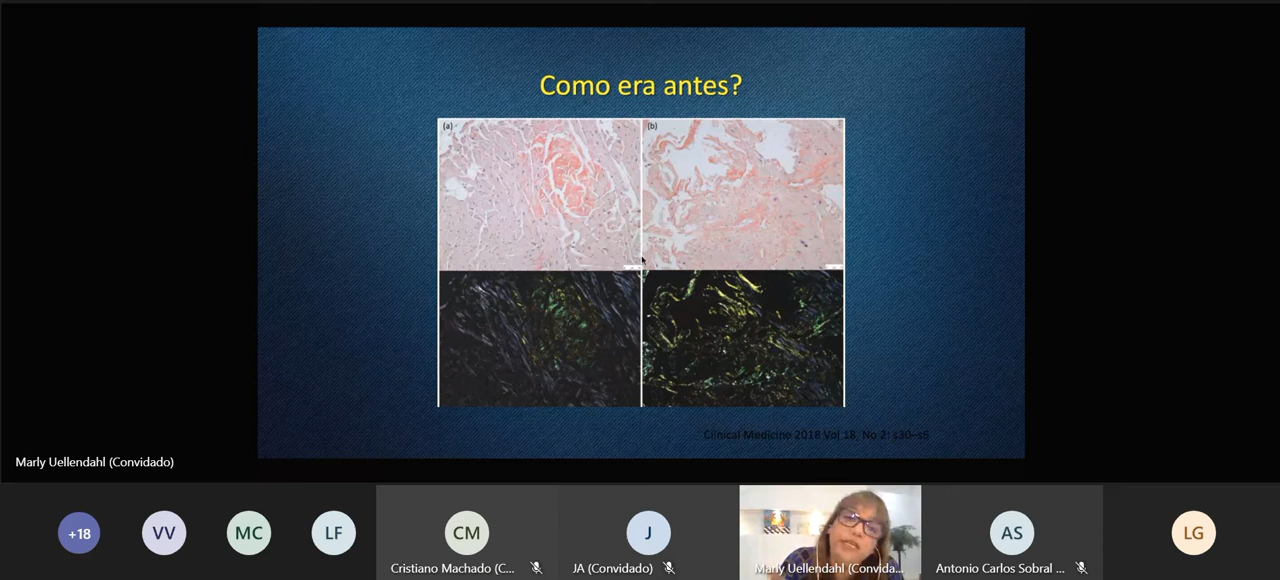 Como era antes?
(a)
(b)
Clinical Medicine 2018 Vol 18, No 2: s30–s5
Marly Uellendahl (Convidado)
+18
VV
MC
LF
CM
Cristiano Machado (C...
J
JA (Convidado)
Marly Uellendahl (Convida...
AS
Antonio Carlos Sobral ...
LG